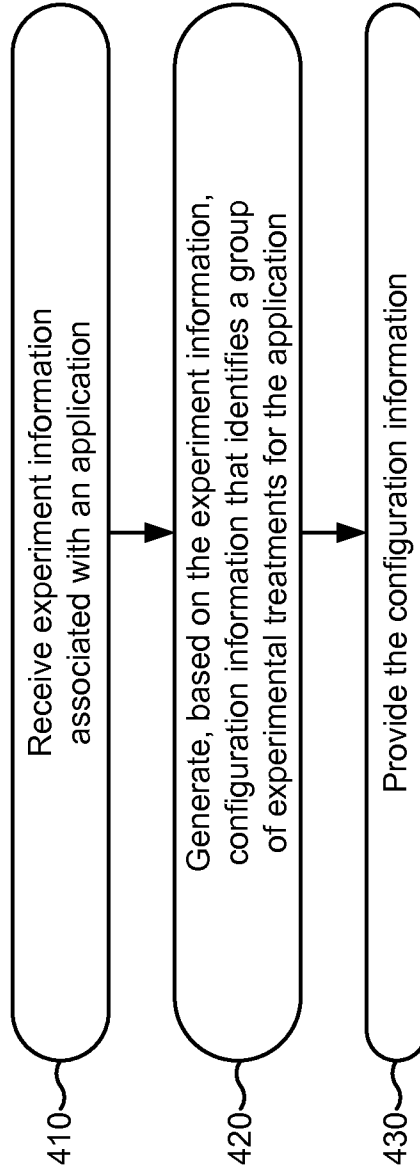 410
Receive experiment information
associated with an application
420
Generate, based on the experiment information,
configuration information that identifies a group
of experimental treatments for the application
430
Provide the configuration information